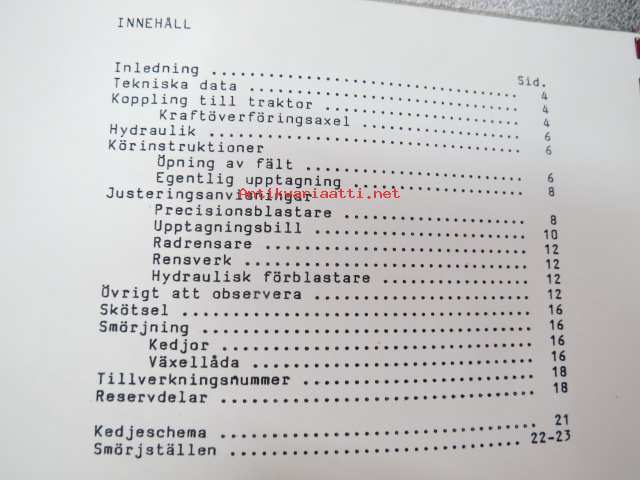 INNEHÅLL
Sid.
Inledning ........................................ 4
Tekniska data .................................... 4
Koppling till traktor ............................ 4
Kraftöverföringsaxel ..................... 6
Hydraulik ........................................ 6
Körinstruktioner
Öpning av fält ........................... 6
Egentlig upptagning ...................... 8
Justeringsanvisningar
Antikvariaatti.net
Precisionsblastare ....................... 8
Upptagningsbill .......................... 10
Radrensare ............................... 12
Rensverk ................................. 12
Hydraulisk förblastare ................... 12
Övrigt att observera ............................. 12
Skötsel .......................................... 16
Smörjning ........................................ 16
Kedjor ................................... 16
Växellåda ................................ 16
Tillverkningsnummer .............................. 18
Reservdelar ...................................... 18
Kedjeschema ...................................... 21
Smörjställen ..................................... 22-23